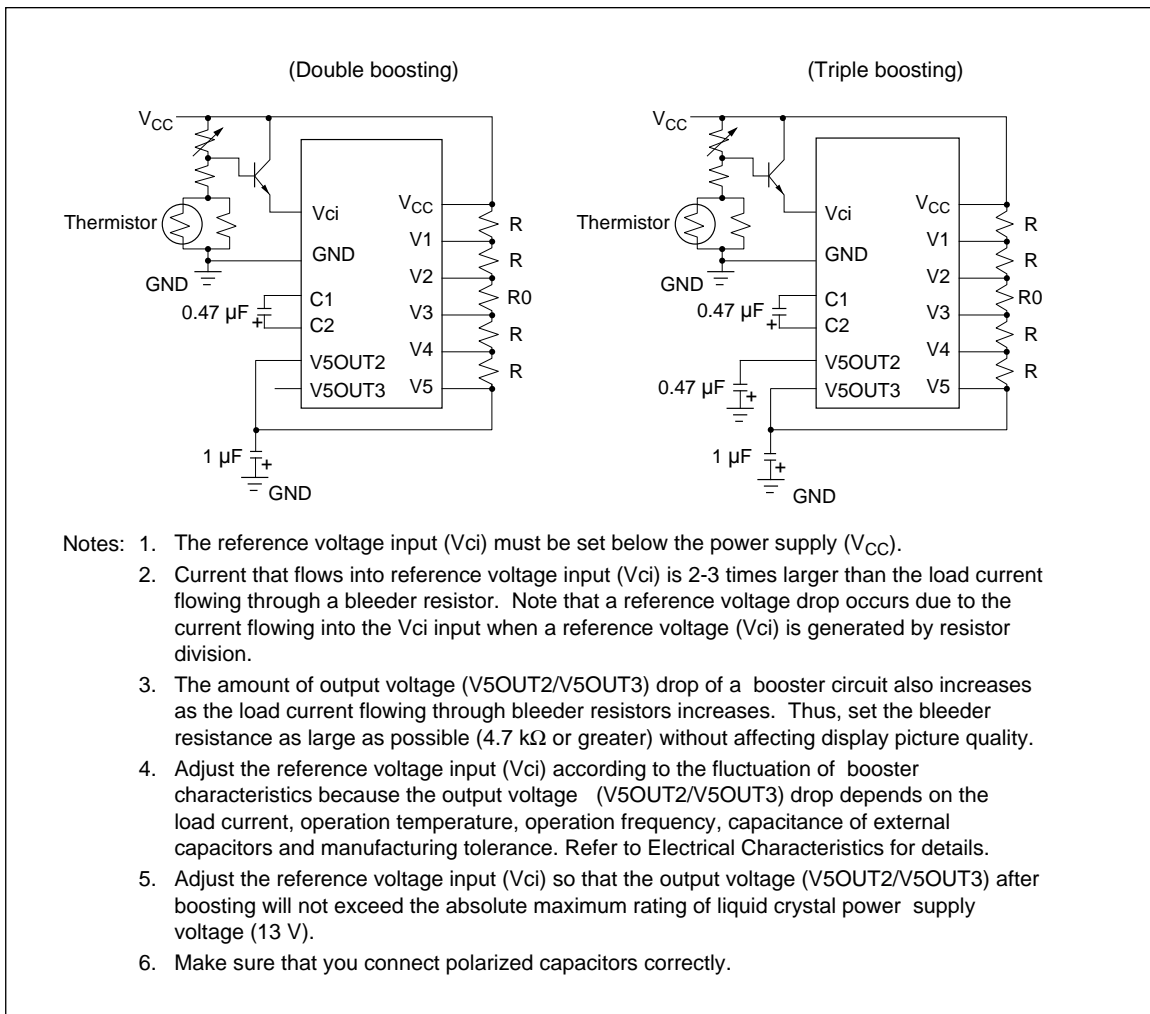 (Double boosting)
VCC
Thermistor
GND
0.47 µF
+
Vci
GND
C1
C2
V5OUT2
V5OUT3
VCC
V1
V2
V3
V4
V5
R
R
R0
R
R
1 µF
+
GND
(Triple boosting)
VCC
Thermistor
GND
0.47 µF
+
0.47 µF
+
Vci
GND
C1
C2
V5OUT2
V5OUT3
VCC
V1
V2
V3
V4
V5
R
R
R0
R
R
1 µF
+
GND
Notes: 1. The reference voltage input (Vci) must be set below the power supply (VCC).
2. Current that flows into reference voltage input (Vci) is 2-3 times larger than the load current
flowing through a bleeder resistor. Note that a reference voltage drop occurs due to the
current flowing into the Vci input when a reference voltage (Vci) is generated by resistor
division.
3. The amount of output voltage (V5OUT2/V5OUT3) drop of a booster circuit also increases
as the load current flowing through bleeder resistors increases. Thus, set the bleeder
resistance as large as possible (4.7 kΩ or greater) without affecting display picture quality.
4. Adjust the reference voltage input (Vci) according to the fluctuation of booster
characteristics because the output voltage (V5OUT2/V5OUT3) drop depends on the
load current, operation temperature, operation frequency, capacitance of external
capacitors and manufacturing tolerance. Refer to Electrical Characteristics for details.
5. Adjust the reference voltage input (Vci) so that the output voltage (V5OUT2/V5OUT3) after
boosting will not exceed the absolute maximum rating of liquid crystal power supply
voltage (13 V).
6. Make sure that you connect polarized capacitors correctly.